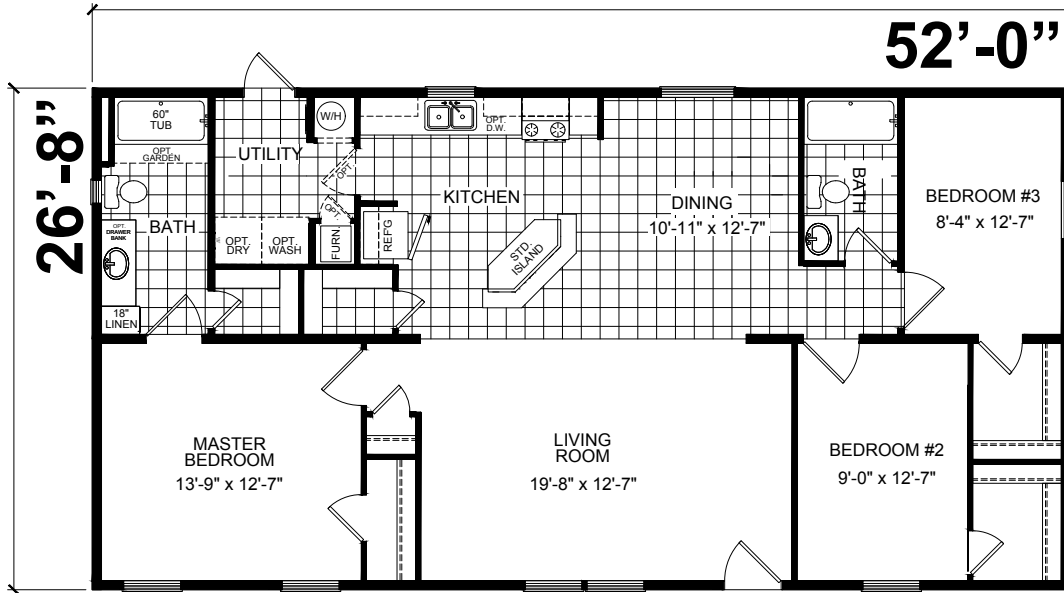 52’-0”
26’-8”
60"
TUB
OPT.
GARDEN
UTILITY
W/H
OPT.
OPT.
D.W.
KITCHEN
DINING
10'-11" x 12'-7"
BATH
BEDROOM #3
8'-4" x 12'-7"
BATH
OPT.
DRAWER
BANK
OPT.
DRY
OPT.
WASH
OPT.
FURN.
REF'G
STD.
ISLAND
18"
LINEN
MASTER
BEDROOM
13'-9" x 12'-7"
LIVING
ROOM
19'-8" x 12'-7"
BEDROOM #2
9'-0" x 12'-7"